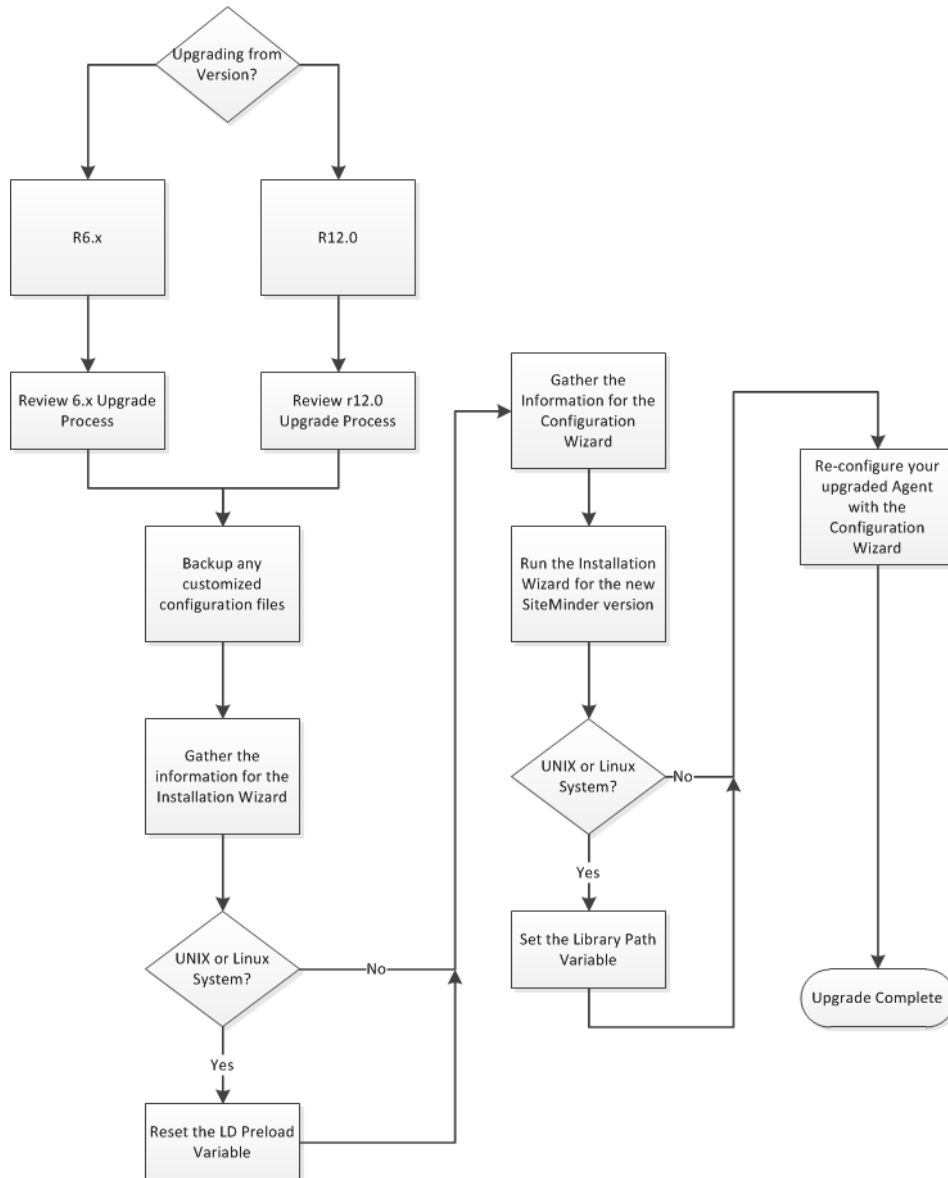 Upgrading from
Version?
R6.x
R12.0
Review 6.x Upgrade
Process
Review r12.0
Upgrade Process
Backup any
customized
configuration files
Gather the
information for the
Installation Wizard
UNIX or Linux
System?
No
Yes
Reset the LD Preload
Variable
Gather the
Information for the
Configuration
Wizard
Run the Installation
Wizard for the new
SiteMinder version
UNIX or Linux
System?
No
Yes
Set the Library Path
Variable
Re-configure your
upgraded Agent
with the
Configuration
Wizard
Upgrade Complete